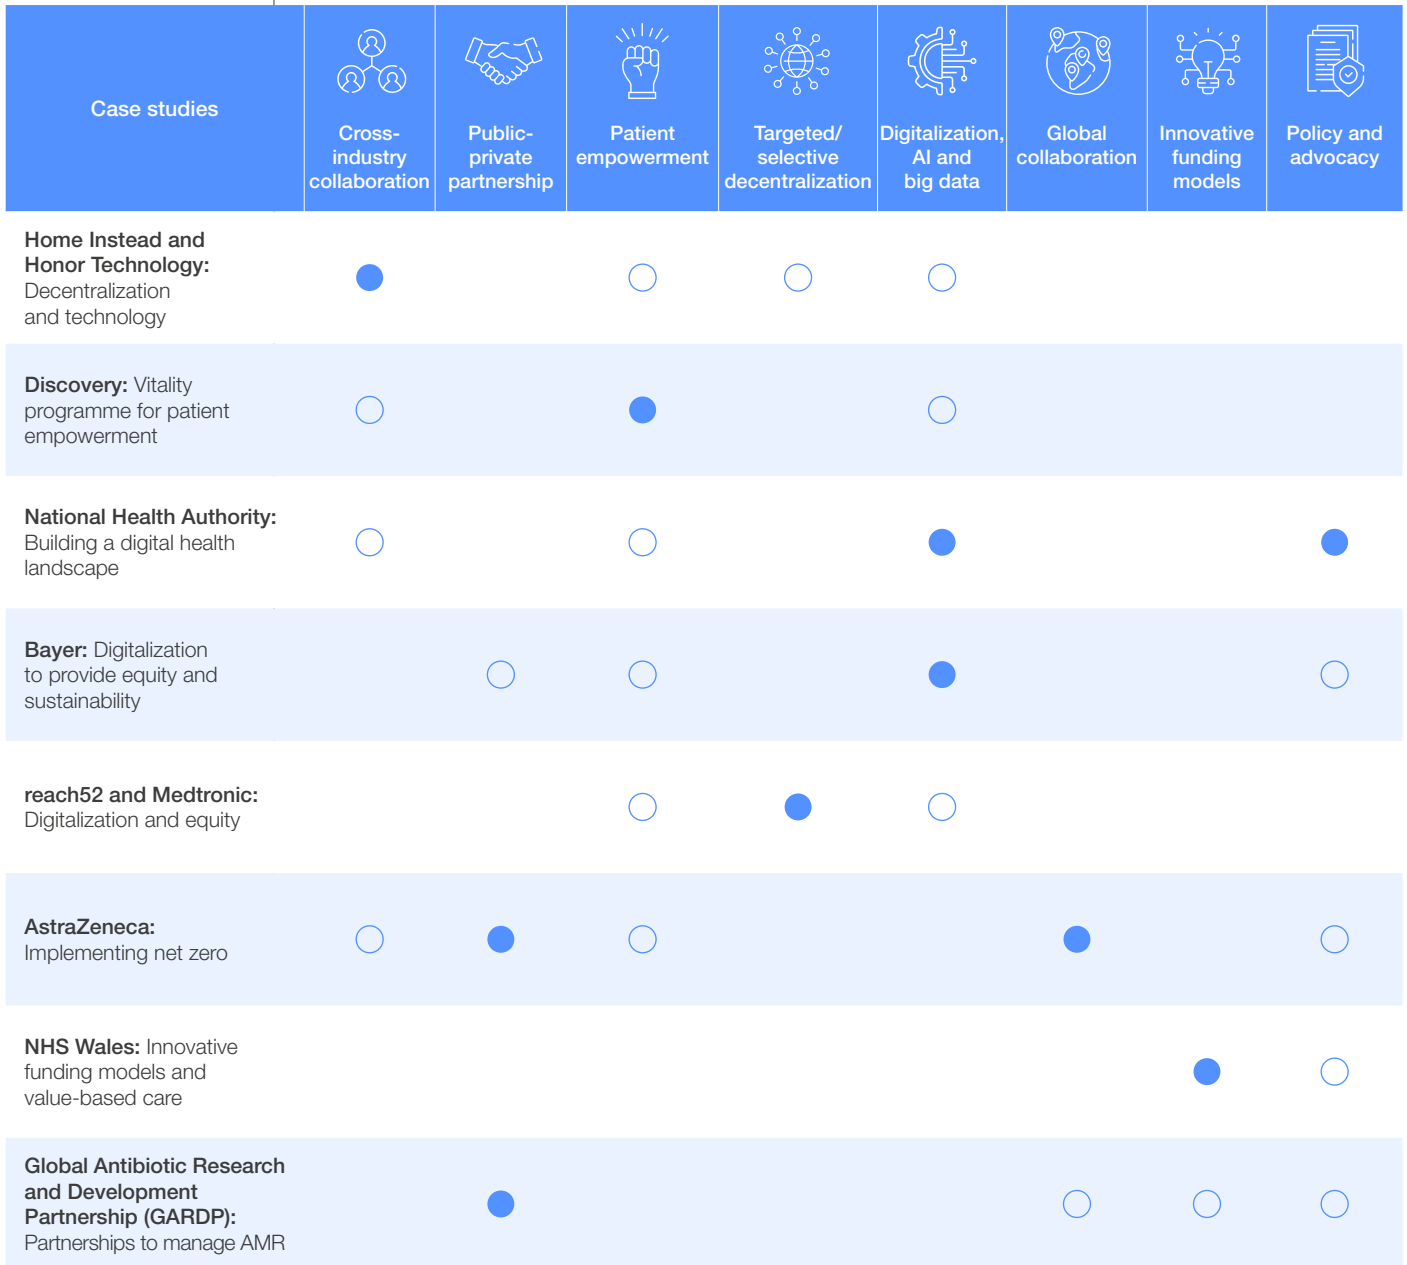 Case studies
Cross-
industry
collaboration
Public-
private
partnership
Patient
empowerment
Targeted/
selective
decentralization
Digitalization,
AI and
big data
Global
collaboration
Innovative
funding
models
Policy and
advocacy
Home Instead and
Honor Technology:
Decentralization
and technology
Discovery: Vitality
programme for patient
empowerment
National Health Authority:
Building a digital health
landscape
Bayer: Digitalization
to provide equity and
sustainability
reach52 and Medtronic:
Digitalization and equity
AstraZeneca:
Implementing net zero
NHS Wales: Innovative
funding models and
value-based care
Global Antibiotic Research
and Development
Partnership (GARDP):
Partnerships to manage AMR